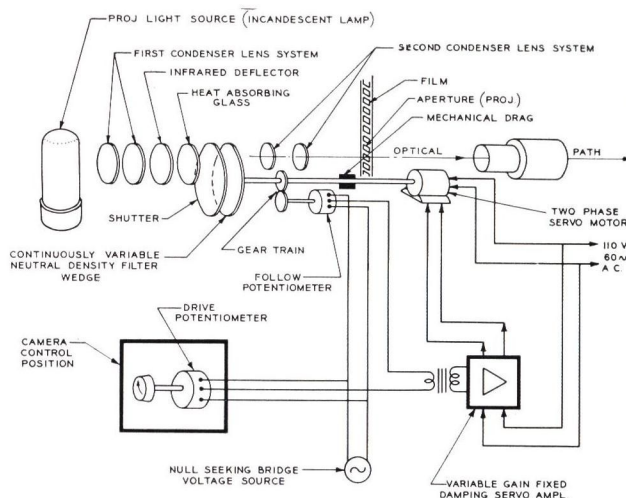 PROJ LIGHT SOURCE (INCANDESCENT LAMP)
FIRST CONDENSER LENS SYSTEM
INFRARED DEFLECTOR
HEAT ABSORBING
GLASS
SECOND CONDENSER LENS SYSTEM
FILM
APERTURE (PROJ.)
MECHANICAL DRAG
OPTICAL
PATH
SHUTTER
CONTINUOUSLY VARIABLE
NEUTRAL DENSITY FILTER
WEDGE
GEAR TRAIN
FOLLOW
POTENTIOMETER
TWO PHASE
SERVO MOTOR
110 V
60~
A.C.
DRIVE
POTENTIOMETER
CAMERA
CONTROL
POSITION
NULL SEEKING BRIDGE
VOLTAGE SOURCE
VARIABLE GAIN FIXED
DAMPING SERVO AMPL.